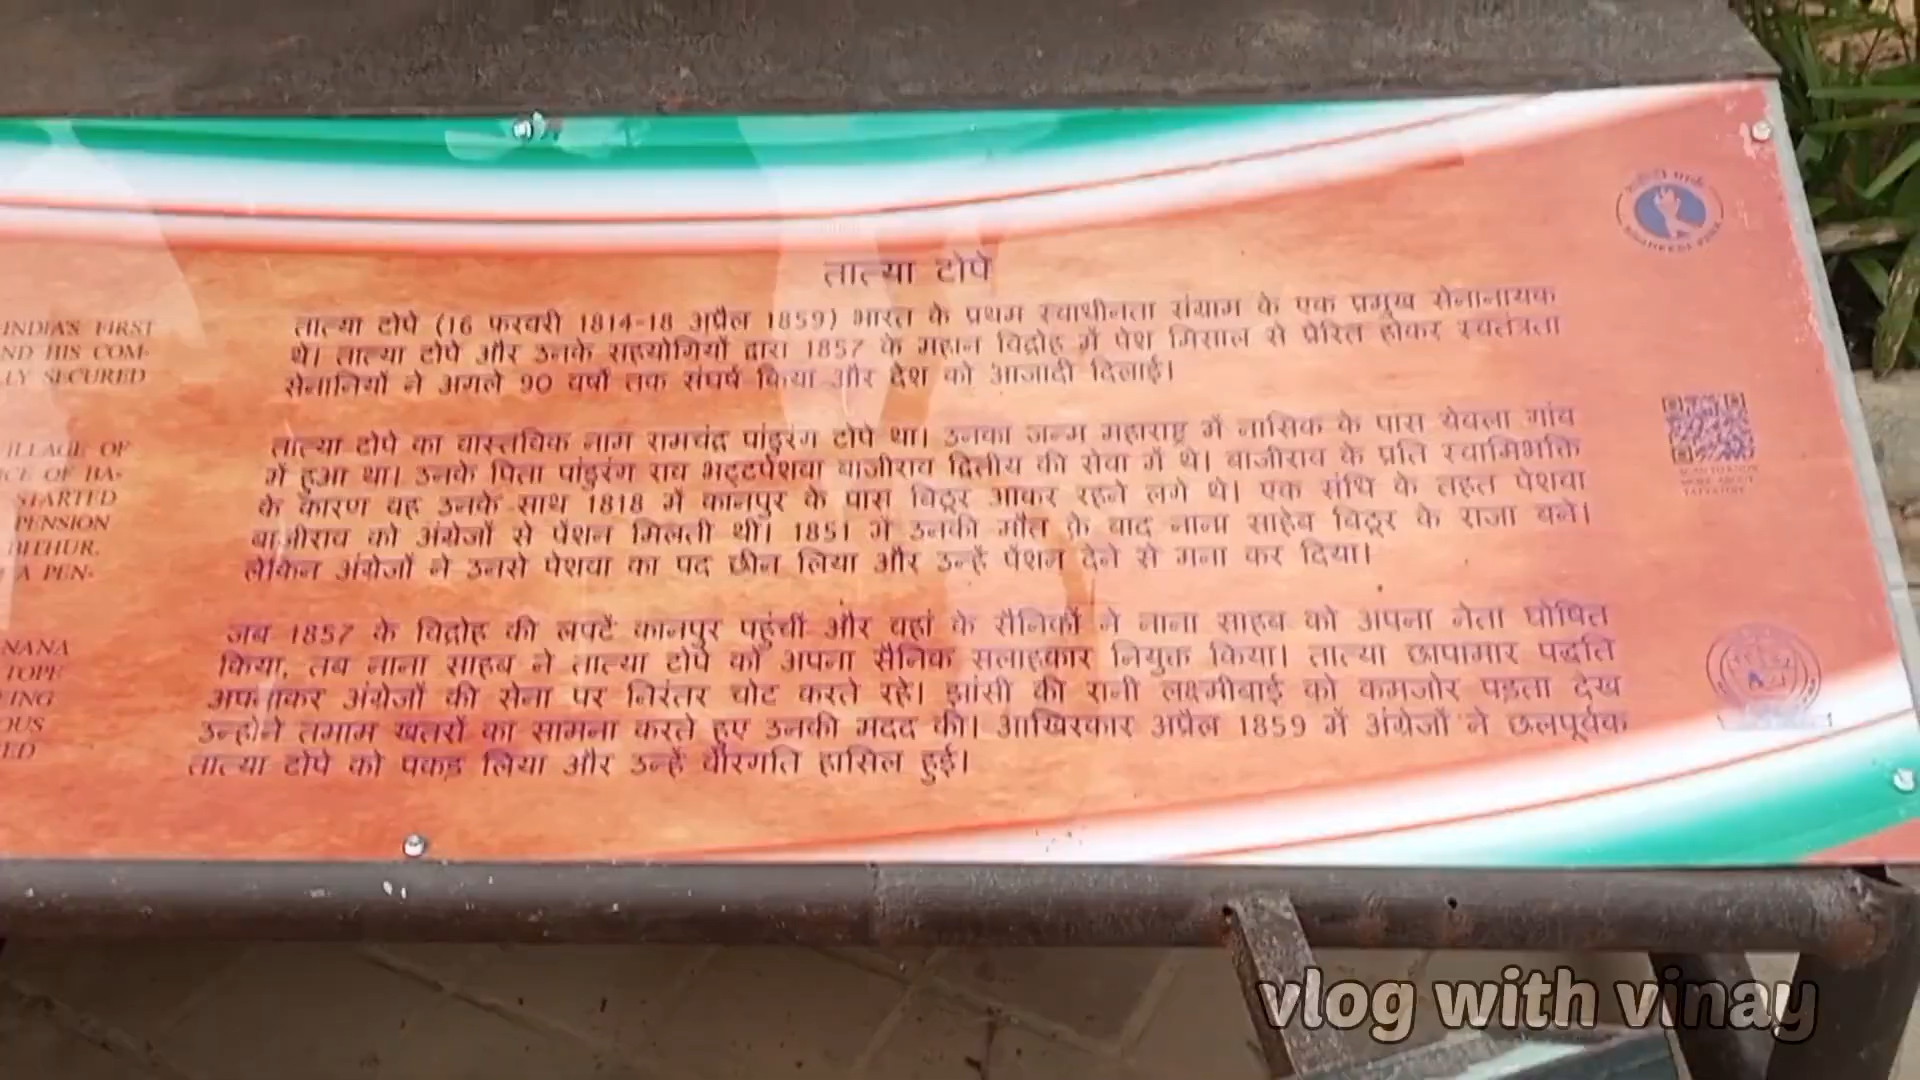 तात्या टोपे
तात्या टोपे (16 फरवरी 1814-18 अप्रैल 1859) भारत के प्रथम स्वाधीनता संग्राम के एक प्रमुख सेनानायक
थे। तात्या टोपे और उनके सहयोगियों द्वारा 1857 के महान विद्रोह में पेश मिसाल से प्रेरित होकर स्वतंत्रता
सेनानियों ने अगले 90 वर्षों तक संघर्ष किया और देश को आजादी दिलाई।
तात्या टोपे का वास्तविक नाम रामचंद्र पांडुरंग टोपे था। उनका जन्म महाराष्ट्र में नासिक के पास येवला गांव
में हुआ था। उनके पिता पांडुरंग राव भट्टपेशवा बाजीराव द्वितीय की सेवा में थे। बाजीराव के प्रति स्वामिभक्ति
के कारण वह उनके साथ 1818 में कानपुर के पास बिठूर आकर रहने लगे थे। एक संधि के तहत पेशवा
बाजीराव को अंग्रेजों से पेंशन मिलती थी। 1851 में उनकी मौत के बाद नाना साहेब बिठूर के राजा बने।
लेकिन अंग्रेजों ने उनसे पेशवा का पद छीन लिया और उन्हें पेंशन देने से मना कर दिया।
जब 1857 के विद्रोह की लपटें कानपुर पहुंचीं और वहां के सैनिकों ने नाना साहब को अपना नेता घोषित
किया, तब नाना साहब ने तात्या टोपे को अपना सैनिक सलाहकार नियुक्त किया। तात्या छापामार पद्धति
अपनाकर अंग्रेजों की सेना पर निरंतर चोट करते रहे। झांसी की रानी लक्ष्मीबाई को कमजोर पड़ता देख
उन्होंने तमाम खतरों का सामना करते हुए उनकी मदद की। आखिरकार अप्रैल 1859 में अंग्रेजों ने छलपूर्वक
तात्या टोपे को पकड़ लिया और उन्हें वीरगति हासिल हुई।
INDIA'S FIRST
ND HIS COM-
LY SECURED
ILLAGE OF
CE OF BA-
STARTED
PENSION
BITHUR.
A PEN-
NANA
TOPE
ING
OUS
ED
vlog with vinay